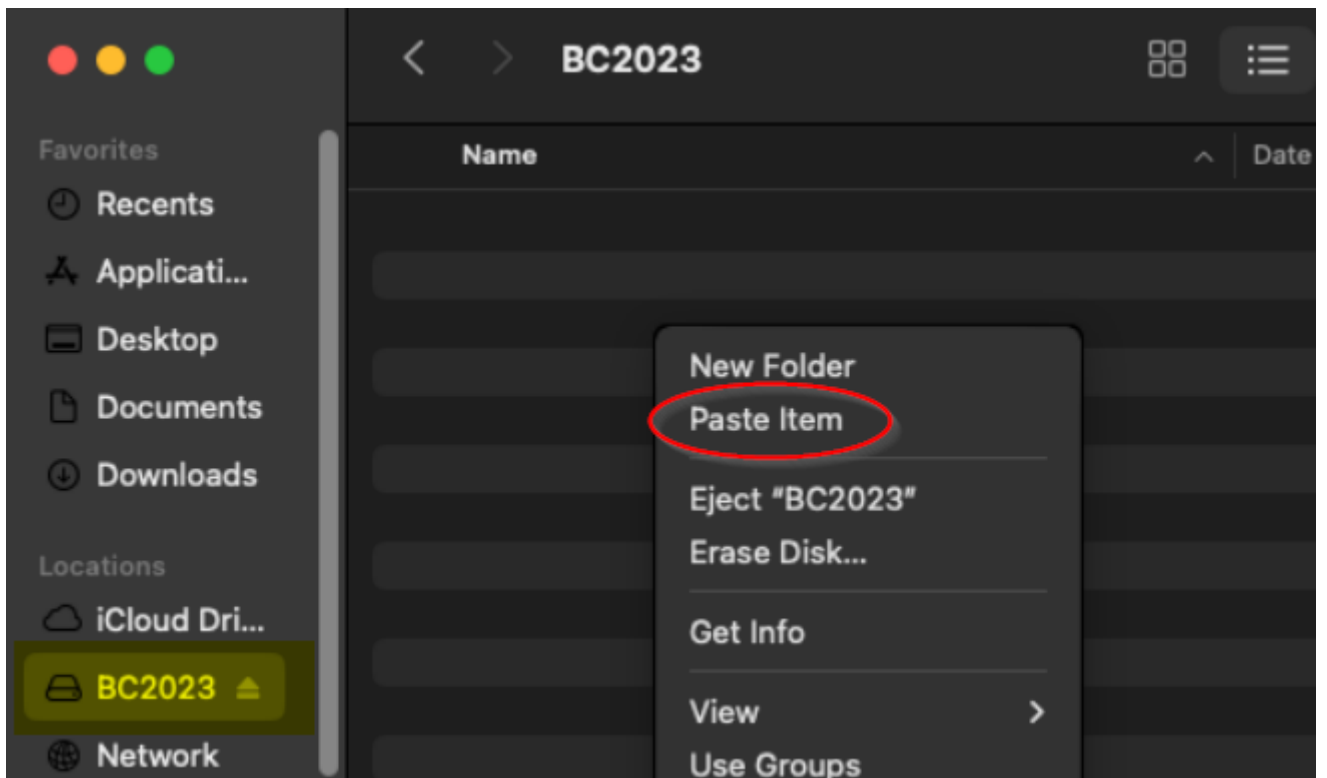 BC2023
Favorites
Recents
Applicati...
Desktop
Documents
Downloads
Locations
iCloud Dri...
BC2023
Network
Name
Date
New Folder
Paste Item
Eject "BC2023"
Erase Disk...
Get Info
View
Use Groups